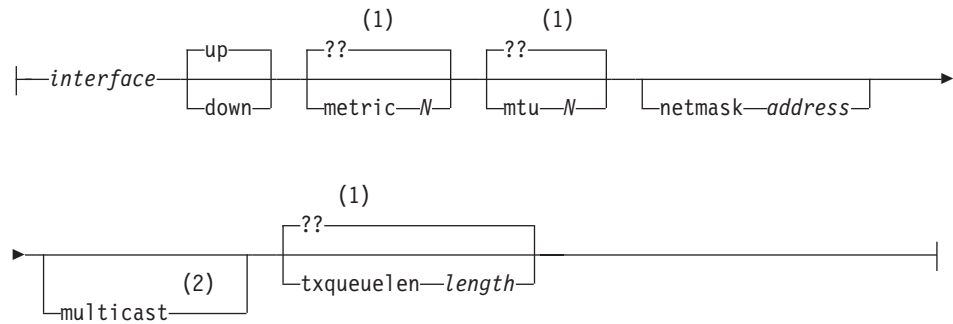 (1) (1)
up ?? ??
interface
down metric N mtu N netmask address
(1)
??
(2) txqueuelen length
multicast